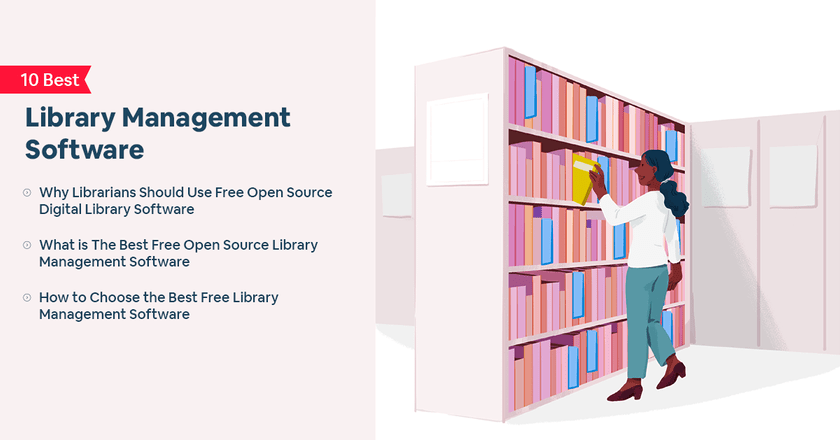 10 Best
Library Management
Software
Why Librarians Should Use Free Open Source
Digital Library Software
What is The Best Free Open Source Library
Management Software
How to Choose the Best Free Library
Management Software